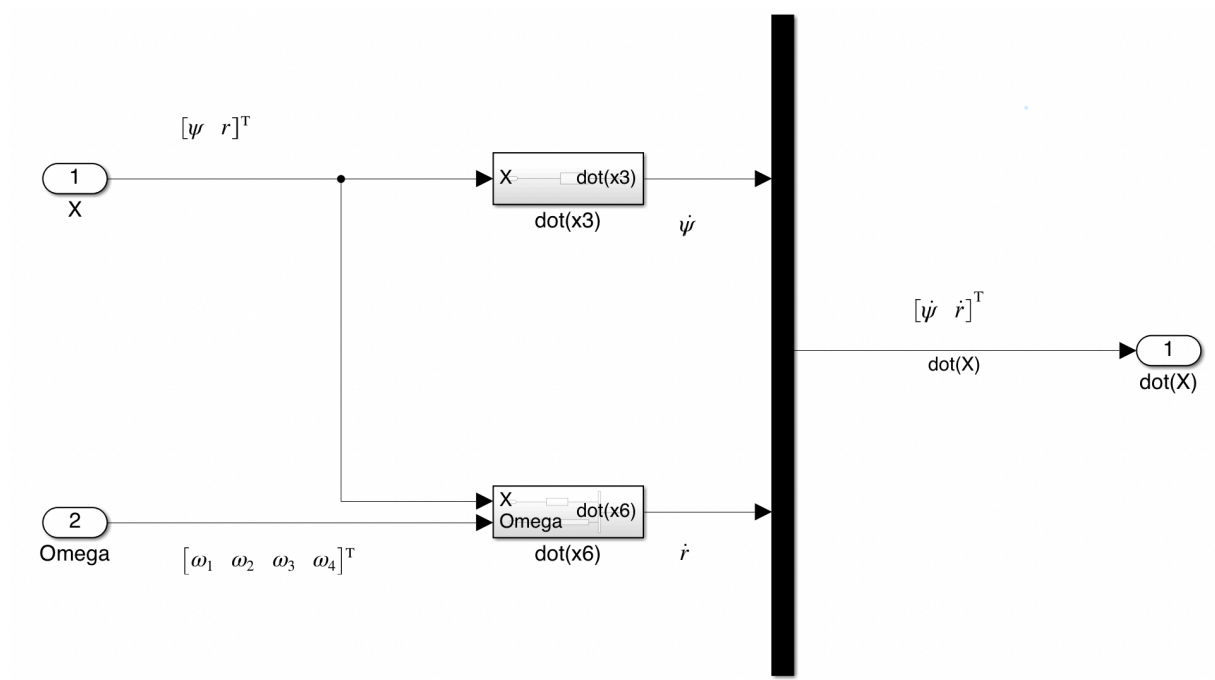 [ψ r]ᵀ
1
X
X dot(x3)
dot(x3)
ψ̇
[ψ̇ ṙ]ᵀ
dot(X)
1
dot(X)
2
Omega
[ω₁ ω₂ ω₃ ω₄]ᵀ
X
Omega
dot(x6)
dot(x6)
ṙ